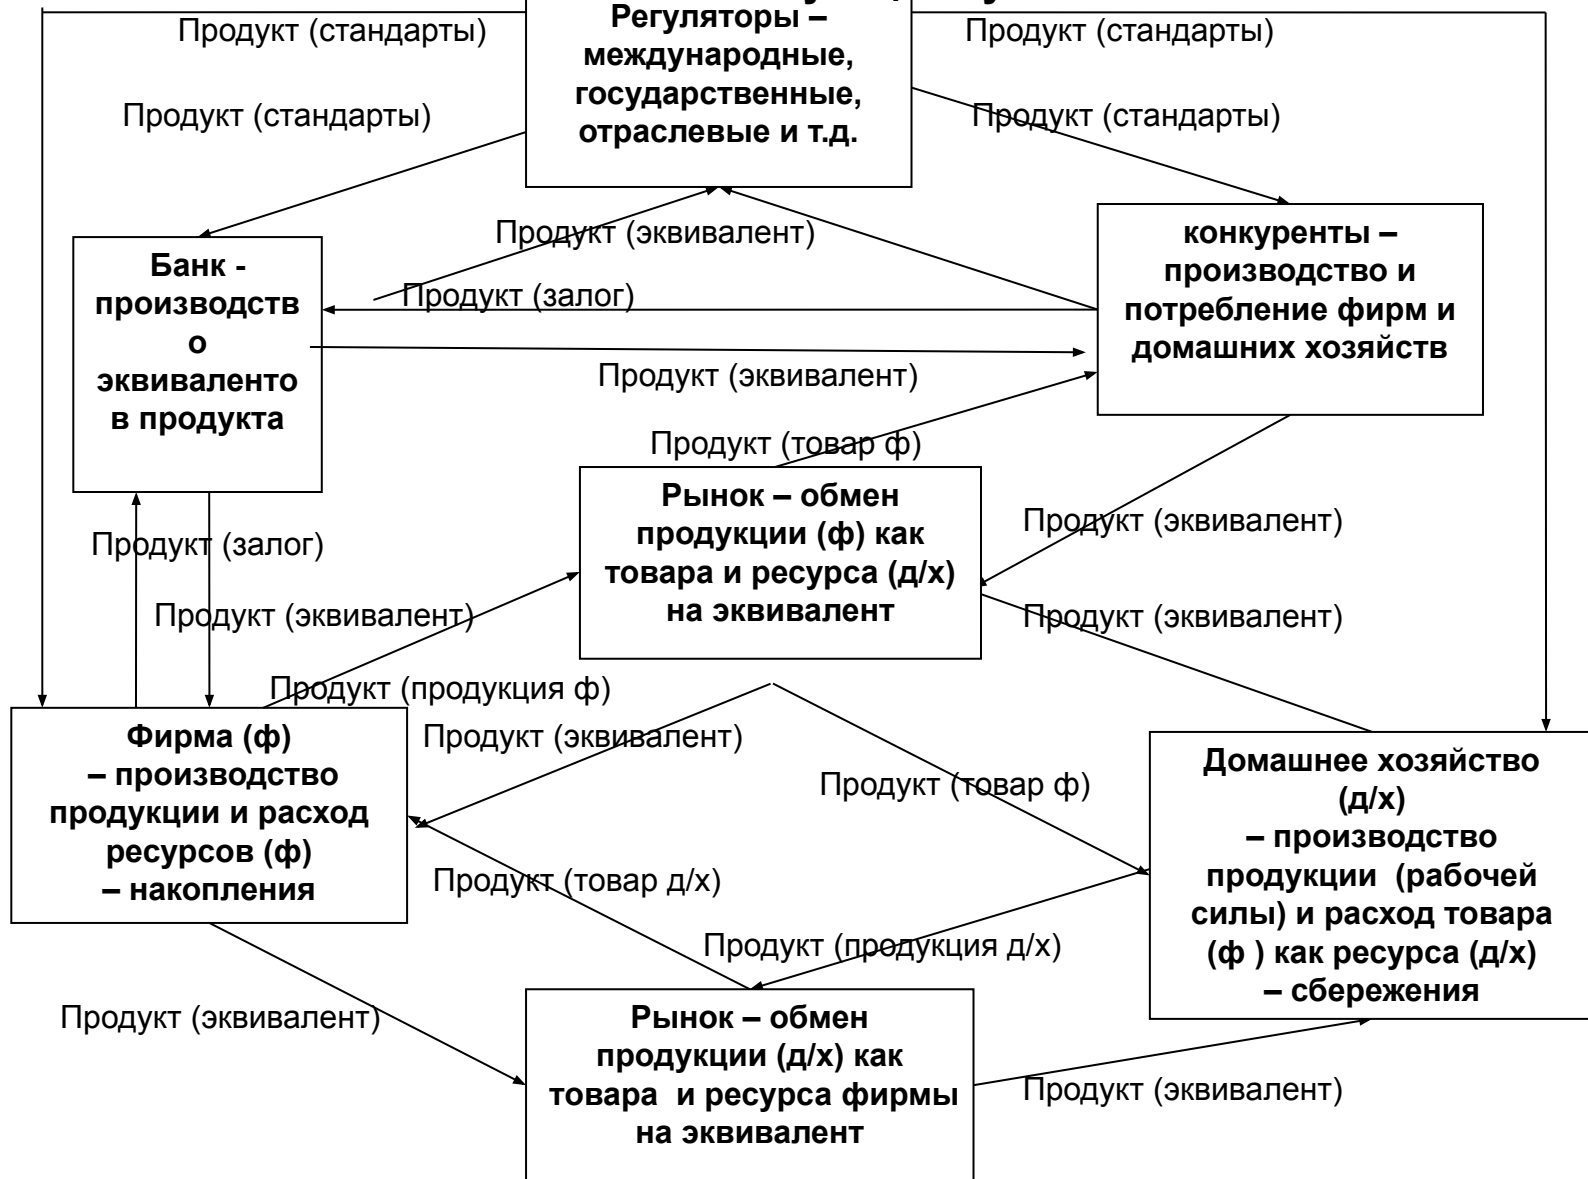 Регуляторы –
международные,
государственные,
отраслевые и т.д.
Продукт (стандарты)
Продукт (стандарты)
Продукт (стандарты)
Продукт (стандарты)
Продукт (эквивалент)
Продукт (залог)
Банк -
производств
о
эквиваленто
в продукта
конкуренты –
производство и
потребление фирм и
домашних хозяйств
Продукт (эквивалент)
Продукт (товар ф)
Рынок – обмен
продукции (ф) как
товара и ресурса (д/х)
на эквивалент
Продукт (эквивалент)
Продукт (залог)
Продукт (эквивалент)
Продукт (эквивалент)
Продукт (продукция ф)
Фирма (ф)
– производство
продукции и расход
ресурсов (ф)
– накопления
Продукт (эквивалент)
Продукт (товар ф)
Домашнее хозяйство
(д/х)
– производство
продукции (рабочей
силы) и расход товара
(ф ) как ресурса (д/х)
– сбережения
Продукт (товар д/х)
Продукт (продукция д/х)
Продукт (эквивалент)
Рынок – обмен
продукции (д/х) как
товара и ресурса фирмы
на эквивалент
Продукт (эквивалент)